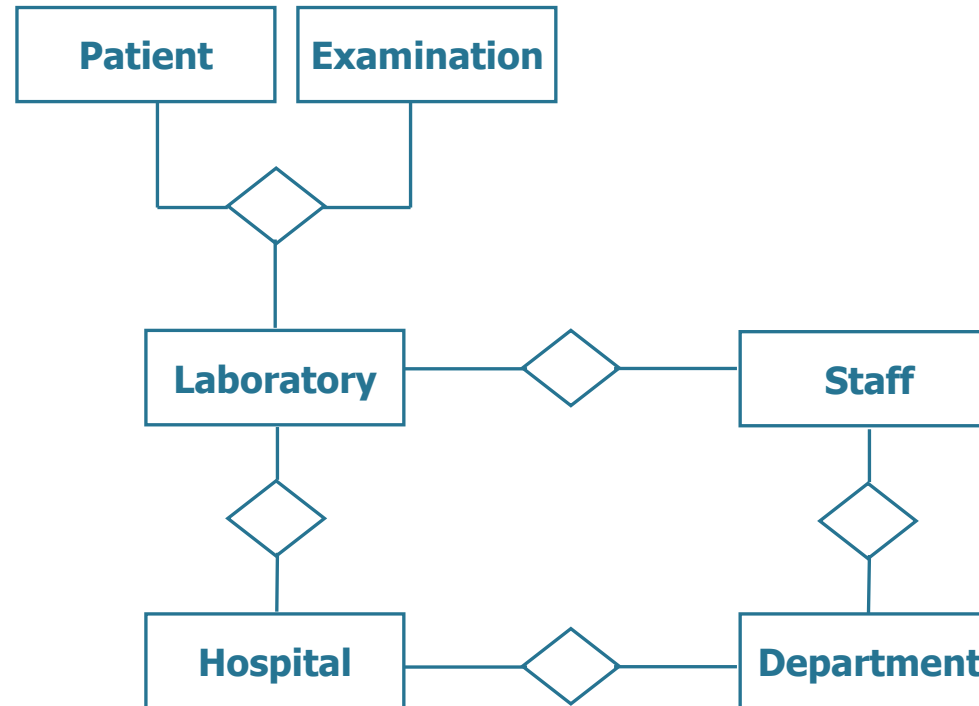 Patient
Examination
Laboratory
Staff
Hospital
Department